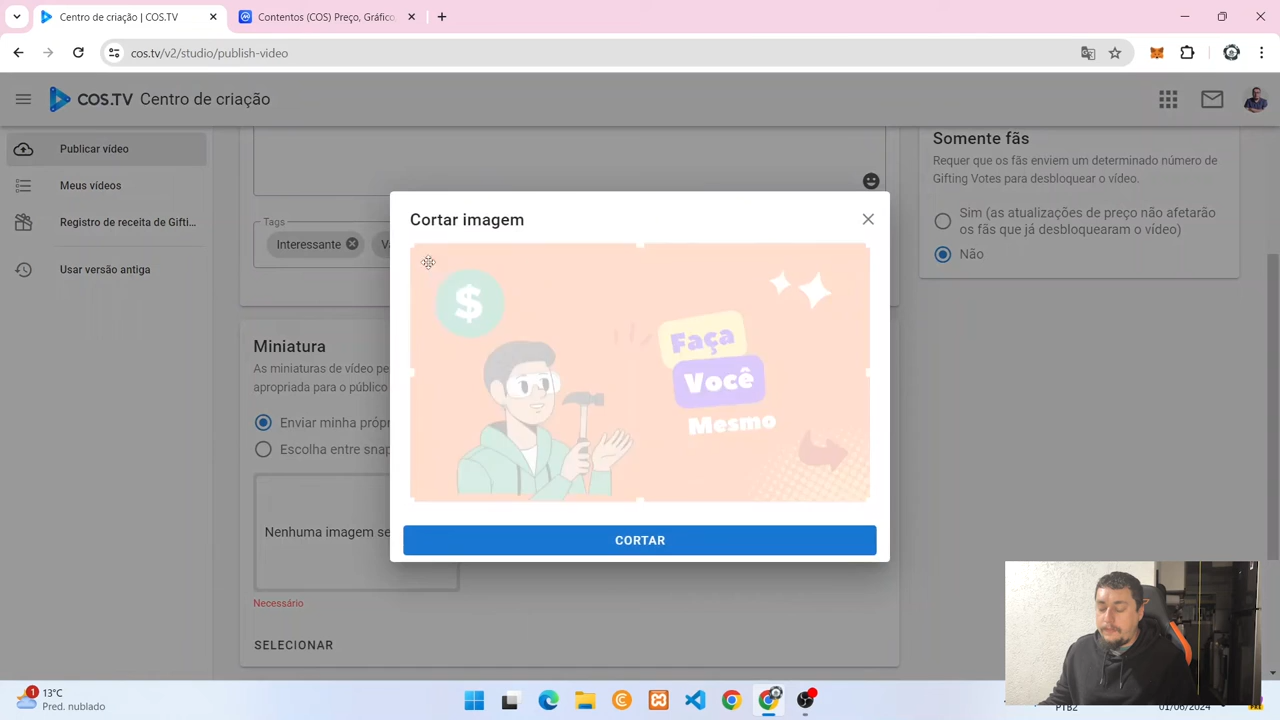 Centro de criação | COS.TV
Contentos (COS) Preço, Gráfico,
cos.tv/v2/studio/publish-video
COS.TV Centro de criação
Publicar vídeo
Meus vídeos
Registro de receita de Gifti...
Usar versão antiga
Tags
Interessante
Miniatura
As miniaturas de vídeo
apropriada para o público
Enviar minha própr
Escolha entre snap
Nenhuma imagem se
Necessário
SELECIONAR
Cortar imagem
$
Faça
Você
Mesmo
CORTAR
Somente fãs
Requer que os fãs enviem um determinado número de
Gifting Votes para desbloquear o vídeo.
Sim (as atualizações de preço não afetarão
os fãs que já desbloquearam o vídeo)
Não
1
13°C
Pred. nublado
PTB2
01/06/2024